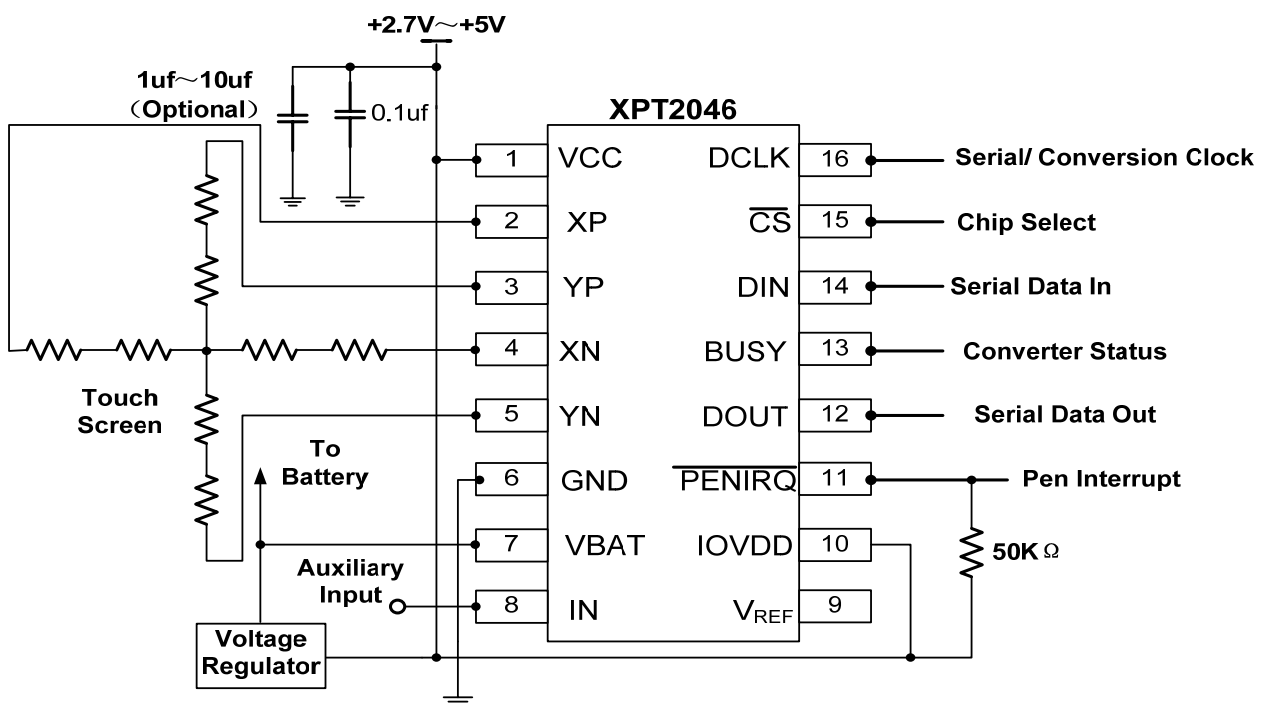 +2.7V～+5V
1uf～10uf
（Optional）
0.1uf
XPT2046
1 VCC
DCLK 16
Serial/ Conversion Clock
2 XP
CS 15
Chip Select
3 YP
DIN 14
Serial Data In
4 XN
BUSY 13
Converter Status
Touch
Screen
5 YN
DOUT 12
Serial Data Out
To
Battery
6 GND
PENIRQ 11
Pen Interrupt
7 VBAT
IOVDD 10
50K Ω
Auxiliary
Input
8 IN
VREF 9
Voltage
Regulator